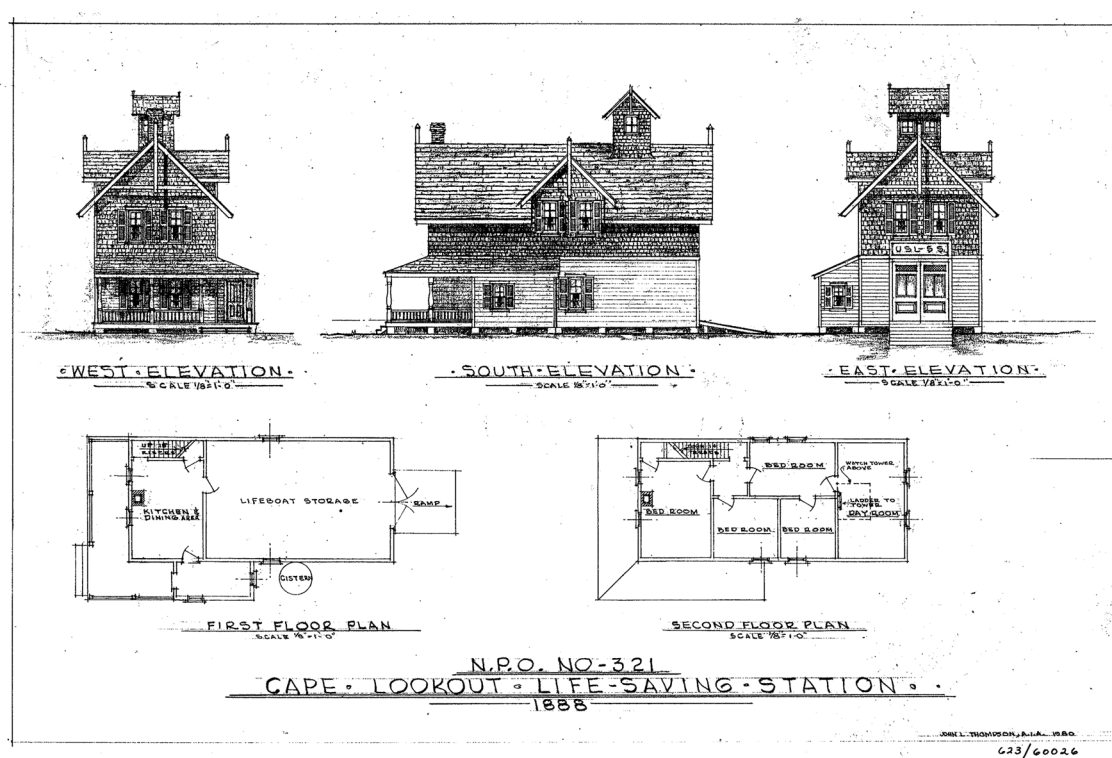 U.S.L-S.S.
·WEST·ELEVATION·
SCALE 1/8"=1'-0"
·SOUTH·ELEVATION·
SCALE 1/8"=1'-0"
·EAST·ELEVATION·
SCALE 1/8"=1'-0"
KITCHEN &
DINING AREA
LIFEBOAT STORAGE
RAMP
CISTERN
FIRST FLOOR PLAN
SCALE 1/8"=1'-0"
BED ROOM
WATCH TOWER
ABOVE
LADDER TO
TOWER
DAY ROOM
BED ROOM
BED ROOM
BED ROOM
SECOND FLOOR PLAN
SCALE 1/8"=1'-0"
N.P.O. NO-321
CAPE· LOOKOUT·LIFE-SAVING·STATION·
1888
JOHN L. THOMPSON, A.I.A. 1980
623/60026